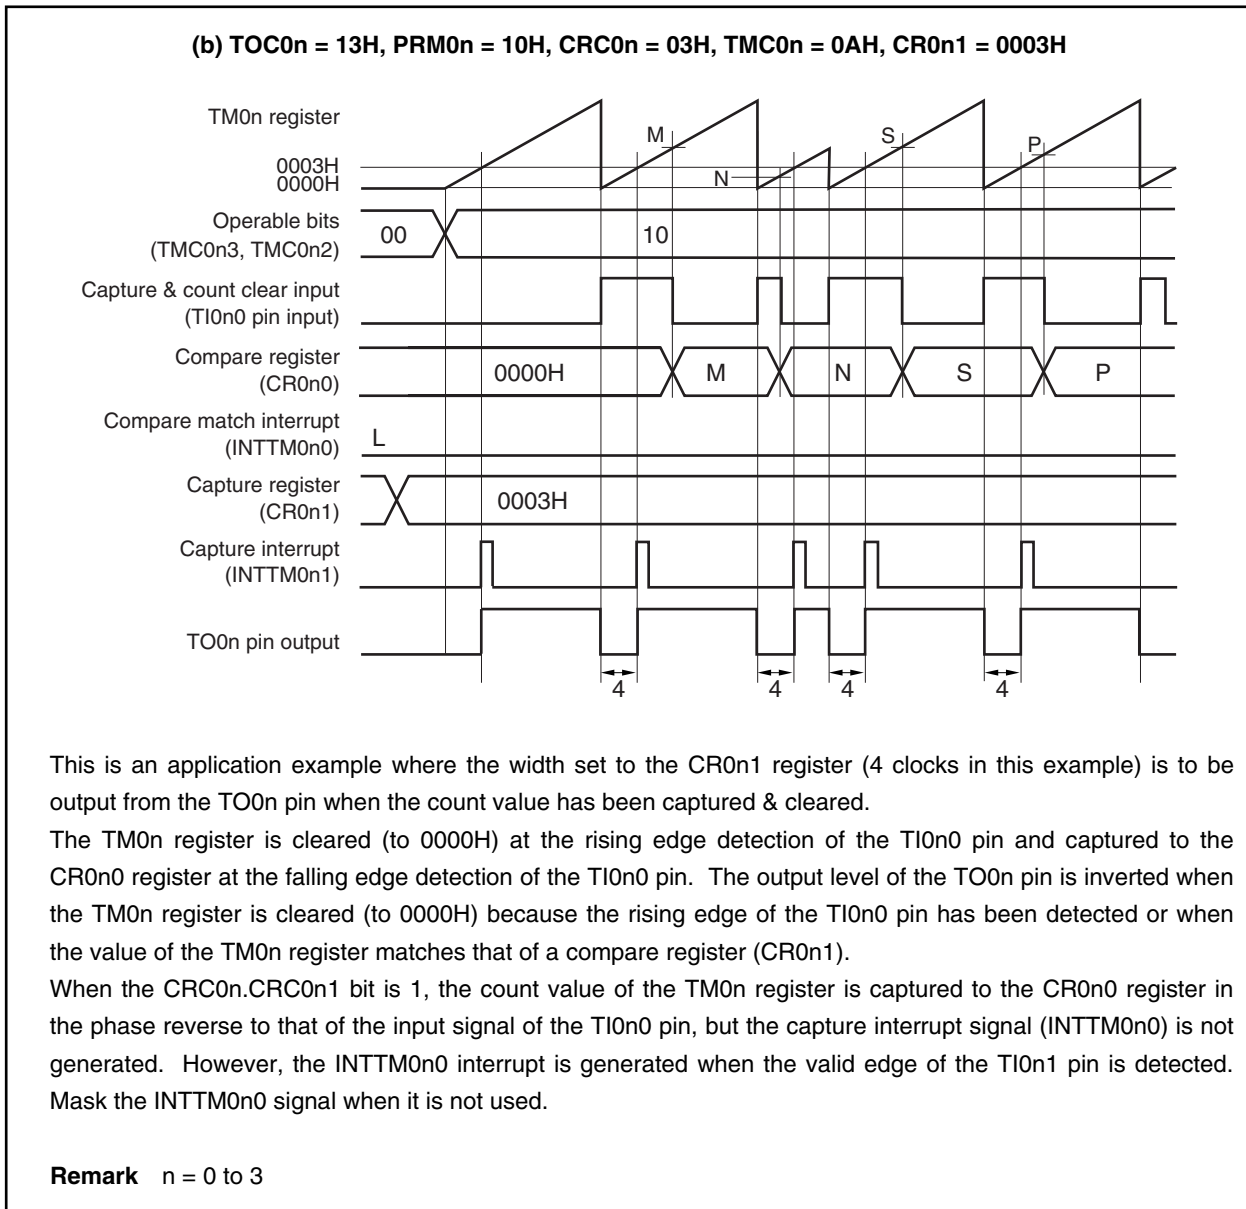 (b) TOC0n = 13H, PRM0n = 10H, CRC0n = 03H, TMC0n = 0AH, CR0n1 = 0003H
TM0n register
M
S
P
0003H
N
0000H
Operable bits
(TMC0n3, TMC0n2)
00
10
Capture & count clear input
(TI0n0 pin input)
Compare register
(CR0n0)
0000H
M
N
S
P
Compare match interrupt
(INTTM0n0)
L
Capture register
(CR0n1)
0003H
Capture interrupt
(INTTM0n1)
TO0n pin output
4
4
4
4
This is an application example where the width set to the CR0n1 register (4 clocks in this example) is to be
output from the TO0n pin when the count value has been captured & cleared.
The TM0n register is cleared (to 0000H) at the rising edge detection of the TI0n0 pin and captured to the
CR0n0 register at the falling edge detection of the TI0n0 pin. The output level of the TO0n pin is inverted when
the TM0n register is cleared (to 0000H) because the rising edge of the TI0n0 pin has been detected or when
the value of the TM0n register matches that of a compare register (CR0n1).
When the CRC0n.CRC0n1 bit is 1, the count value of the TM0n register is captured to the CR0n0 register in
the phase reverse to that of the input signal of the TI0n0 pin, but the capture interrupt signal (INTTM0n0) is not
generated. However, the INTTM0n0 interrupt is generated when the valid edge of the TI0n1 pin is detected.
Mask the INTTM0n0 signal when it is not used.
Remark n = 0 to 3